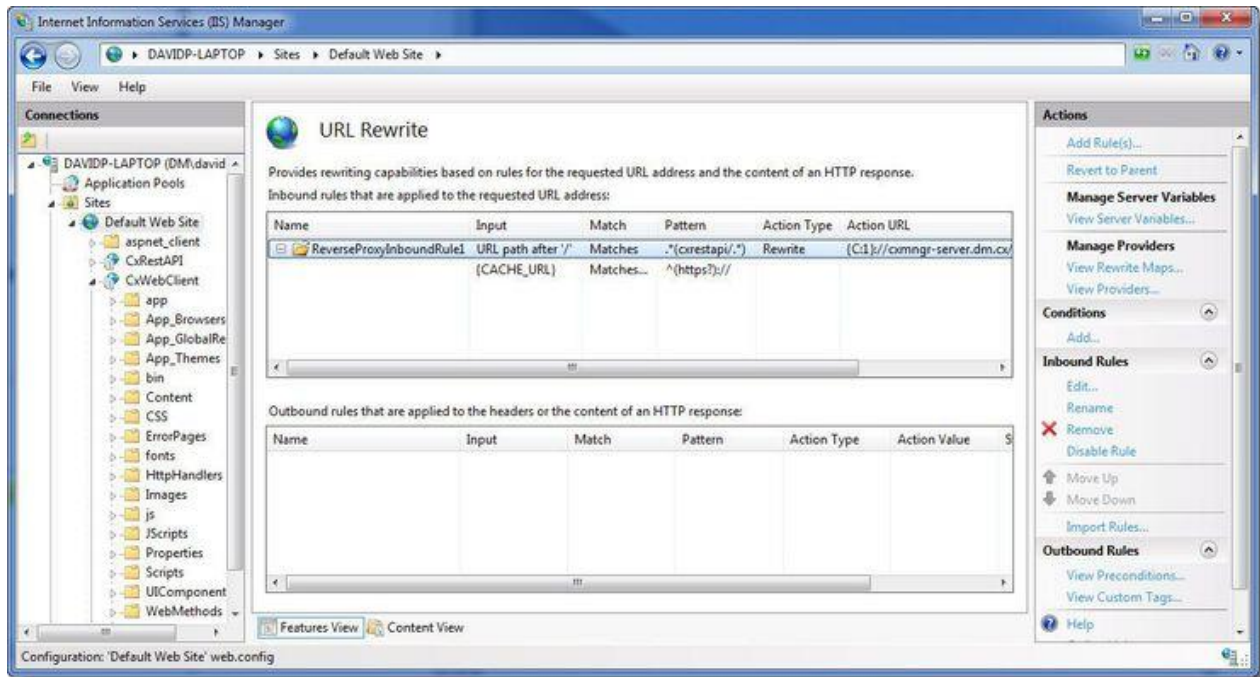 Internet Information Services (IIS) Manager
DAVIDP-LAPTOP Sites Default Web Site
File View Help
Connections
DAVIDP-LAPTOP (DM\david
Application Pools
Sites
Default Web Site
aspnet_client
CxRestAPI
CxWebClient
app
App_Browsers
App_GlobalRe
App_Themes
bin
Content
CSS
ErrorPages
fonts
HttpHandlers
Images
js
JScripts
Properties
Scripts
UIComponent
WebMethods
URL Rewrite
Provides rewriting capabilities based on rules for the requested URL address and the content of an HTTP response.
Inbound rules that are applied to the requested URL address:
Name Input Match Pattern Action Type Action URL
ReverseProxyInboundRule1 URL path after '/' Matches .*(cxrestapi/.*) Rewrite {C:1}://cxmngr-server.dm.cx/
{CACHE_URL} Matches... ^(https?)://
Outbound rules that are applied to the headers or the content of an HTTP response:
Name Input Match Pattern Action Type Action Value S
Features View Content View
Actions
Add Rule(s)...
Revert to Parent
Manage Server Variables
View Server Variables...
Manage Providers
View Rewrite Maps...
View Providers...
Conditions
Add...
Inbound Rules
Edit...
Rename
Remove
Disable Rule
Move Up
Move Down
Import Rules...
Outbound Rules
View Preconditions...
View Custom Tags...
Help
Configuration: 'Default Web Site' web.config